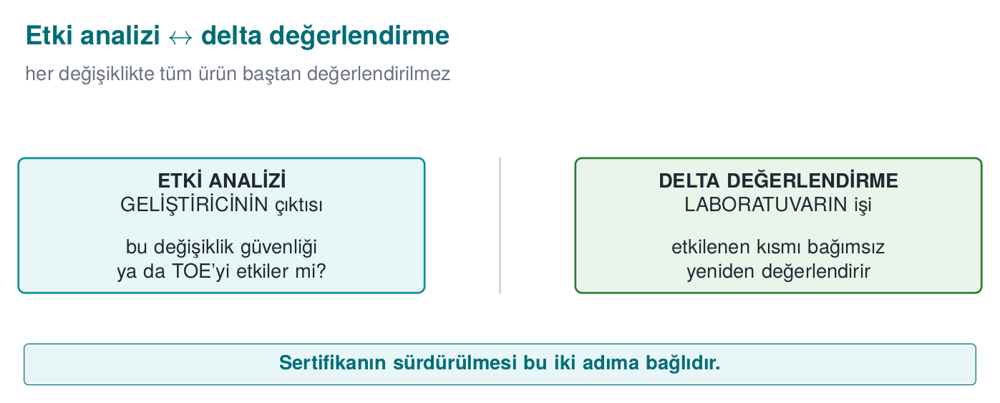 Etki analizi ↔ delta değerlendirme
her değişiklikte tüm ürün baştan değerlendirilmez
ETKİ ANALİZİ
GELİŞTİRİCİNİN çıktısı
bu değişiklik güvenliği
ya da TOE’yi etkiler mi?
DELTA DEĞERLENDİRME
LABORATUVARIN işi
etkilenen kısmı bağımsız
yeniden değerlendirir
Sertifikanın sürdürülmesi bu iki adıma bağlıdır.